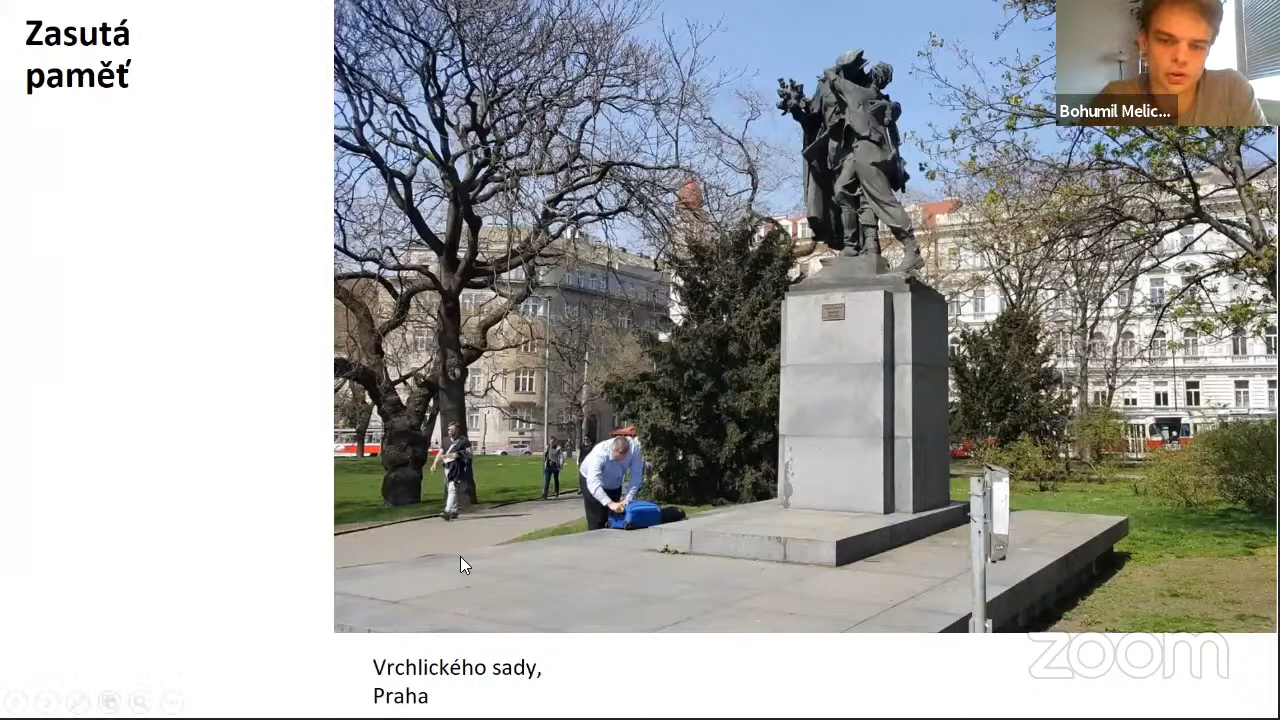 Zasutá
paměť
Bohumil Melic...
Vrchlického sady,
Praha
zoom